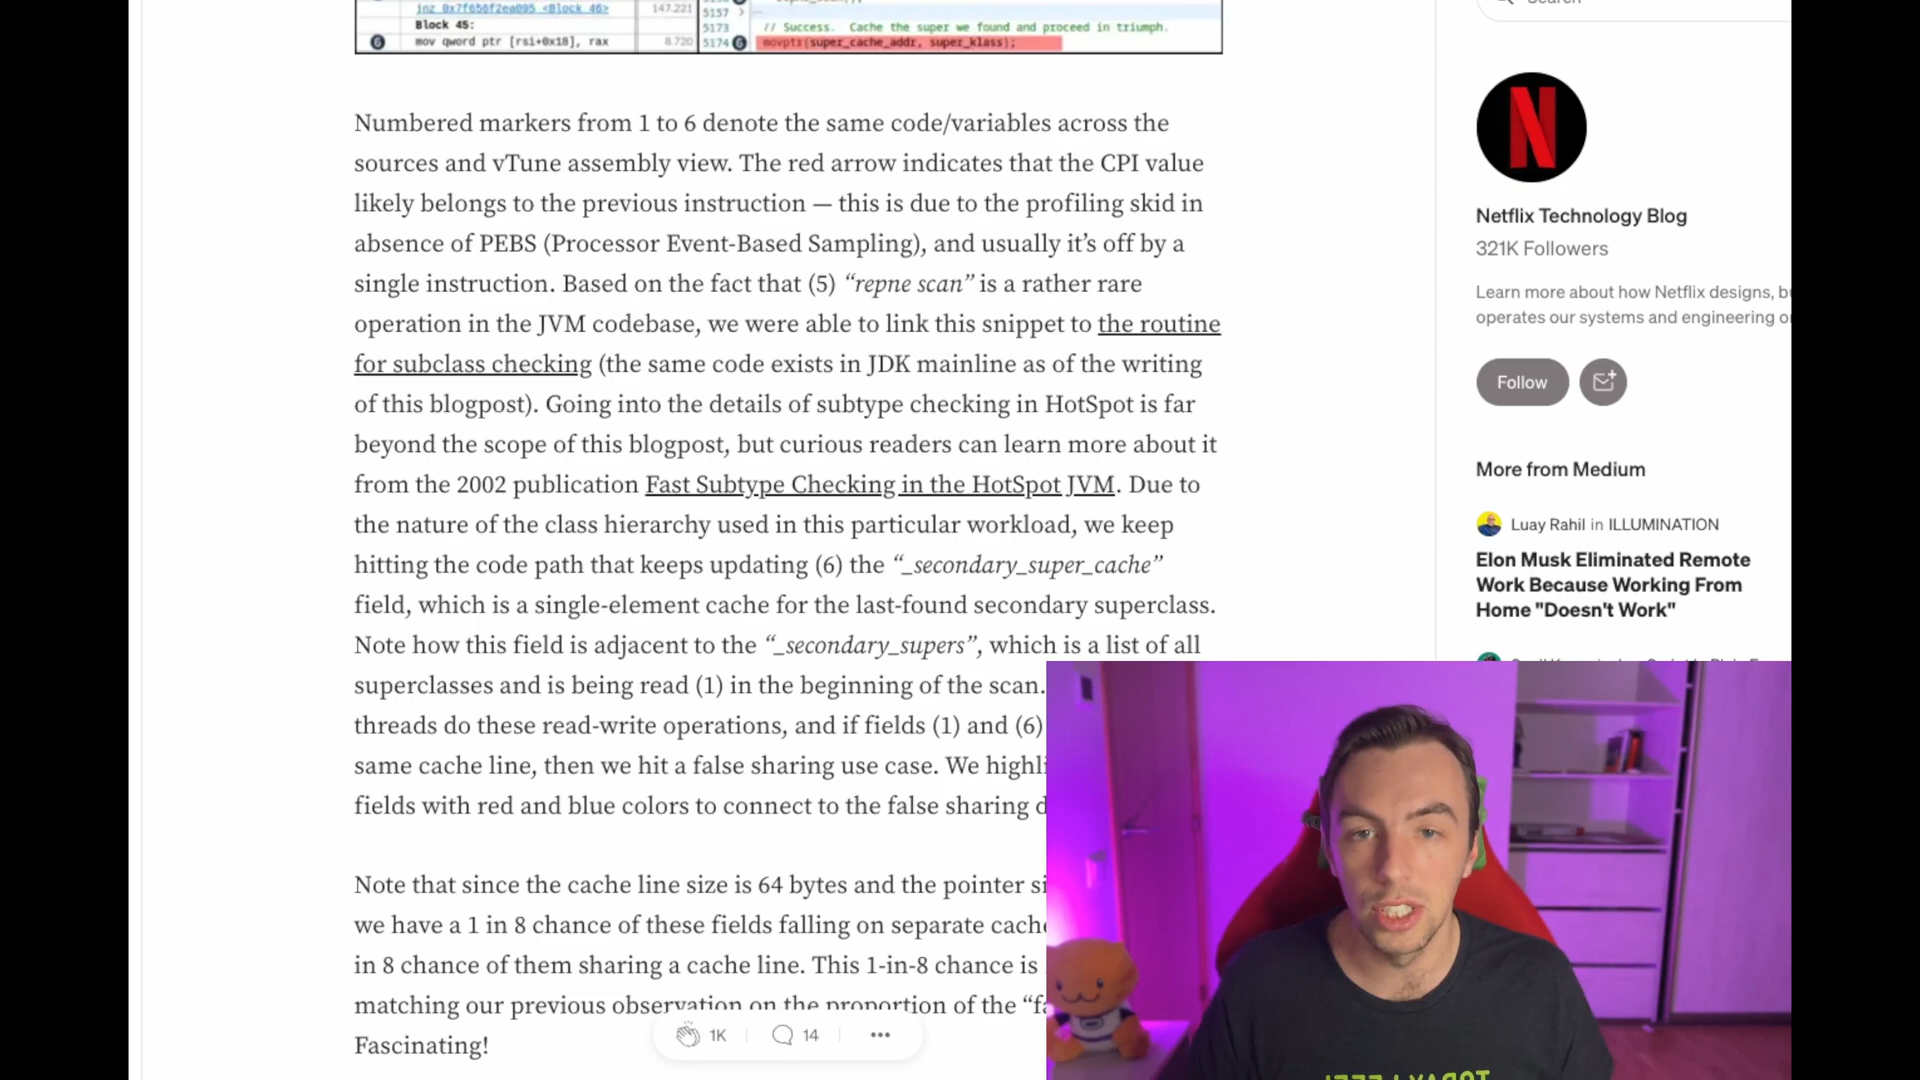 jnz 0x7f656f2ea095 <Block 46>
147.221
5157
Block 45:
5173
// Success. Cache the super we found and proceed in triumph.
6
mov qword ptr [rsi+0x18], rax
8.720
5174
6
movptr(super_cache_addr, super_klass);
Numbered markers from 1 to 6 denote the same code/variables across the
sources and vTune assembly view. The red arrow indicates that the CPI value
likely belongs to the previous instruction — this is due to the profiling skid in
absence of PEBS (Processor Event-Based Sampling), and usually it’s off by a
single instruction. Based on the fact that (5) “repne scan” is a rather rare
operation in the JVM codebase, we were able to link this snippet to the routine
for subclass checking (the same code exists in JDK mainline as of the writing
of this blogpost). Going into the details of subtype checking in HotSpot is far
beyond the scope of this blogpost, but curious readers can learn more about it
from the 2002 publication Fast Subtype Checking in the HotSpot JVM. Due to
the nature of the class hierarchy used in this particular workload, we keep
hitting the code path that keeps updating (6) the “_secondary_super_cache”
field, which is a single-element cache for the last-found secondary superclass.
Note how this field is adjacent to the “_secondary_supers”, which is a list of all
superclasses and is being read (1) in the beginning of the scan.
threads do these read-write operations, and if fields (1) and (6)
same cache line, then we hit a false sharing use case. We highli
fields with red and blue colors to connect to the false sharing d
Note that since the cache line size is 64 bytes and the pointer si
we have a 1 in 8 chance of these fields falling on separate cach
in 8 chance of them sharing a cache line. This 1-in-8 chance is
matching our previous observation on the proportion of the “fa
Fascinating!
1K
14
Search
N
Netflix Technology Blog
321K Followers
Learn more about how Netflix designs, b
operates our systems and engineering o
Follow
More from Medium
Luay Rahil in ILLUMINATION
Elon Musk Eliminated Remote
Work Because Working From
Home "Doesn't Work"